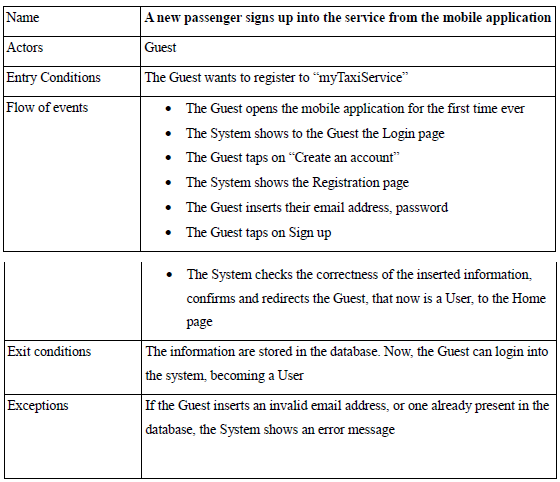 Name
A new passenger signs up into the service from the mobile application
Actors
Guest
Entry Conditions
The Guest wants to register to “myTaxiService”
Flow of events
• The Guest opens the mobile application for the first time ever
• The System shows to the Guest the Login page
• The Guest taps on “Create an account”
• The System shows the Registration page
• The Guest inserts their email address, password
• The Guest taps on Sign up
• The System checks the correctness of the inserted information,
confirms and redirects the Guest, that now is a User, to the Home
page
Exit conditions
The information are stored in the database. Now, the Guest can login into
the system, becoming a User
Exceptions
If the Guest inserts an invalid email address, or one already present in the
database, the System shows an error message